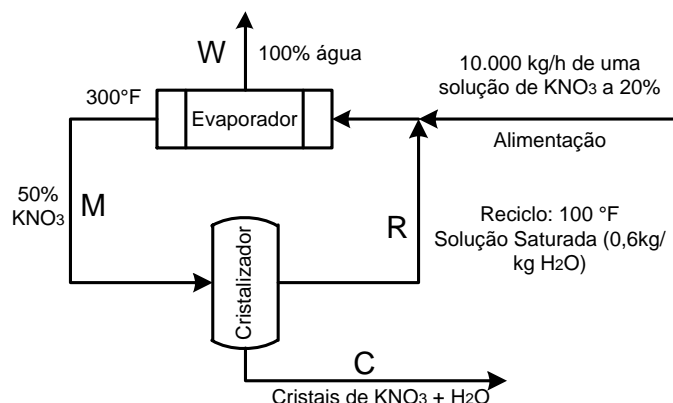 W
100% água
10.000 kg/h de uma
solução de KNO3 a 20%
300°F
Evaporador
Alimentação
50%
KNO3
M
R
Reciclo: 100 °F
Solução Saturada (0,6kg/
kg H2O)
Cristalizador
C
Cristais de KNO3 + H2O